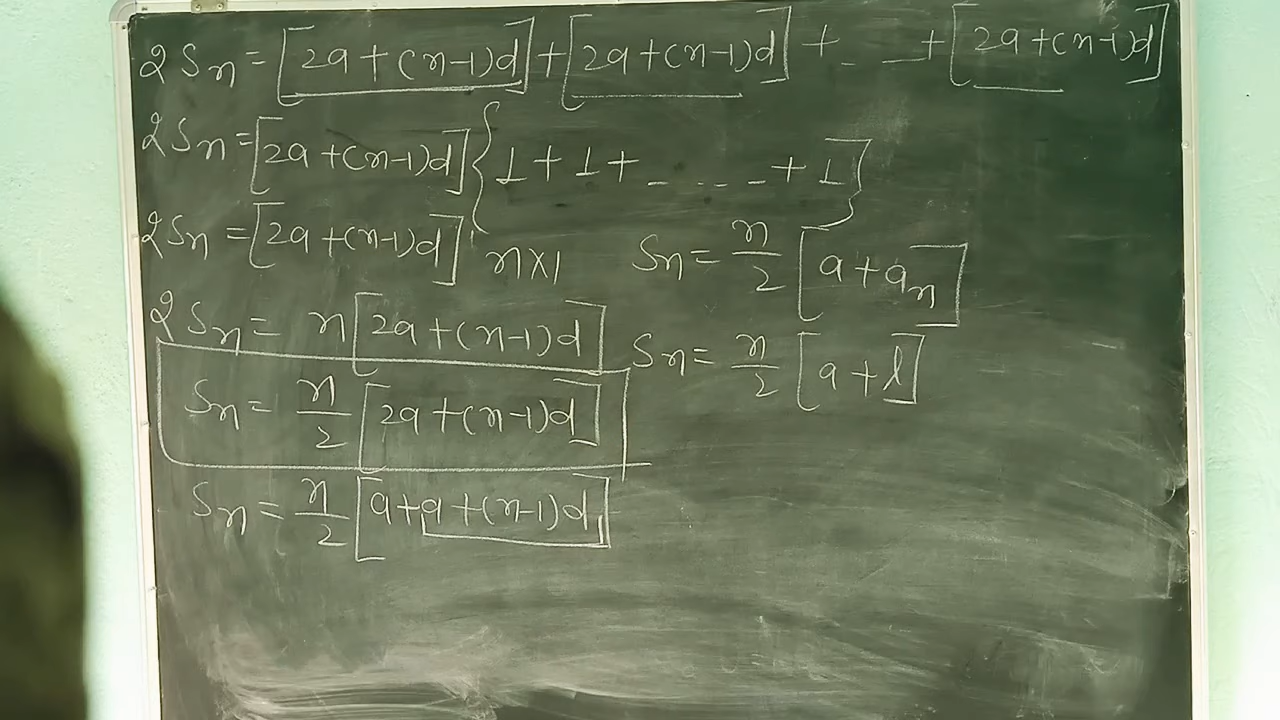 2Sn = [2a+(n-1)d] + [2a+(n-1)d] + - — + [2a+(n-1)d]
2Sn = [2a+(n-1)d] {1+1+ - - - - +1}
2Sn = [2a+(n-1)d] n×1
2Sn = n[2a+(n-1)d]
Sn = n/2 [2a+(n-1)d]
Sn = n/2 [a+a+(n-1)d]
Sn = n/2 [a+an]
Sn = n/2 [a+l]